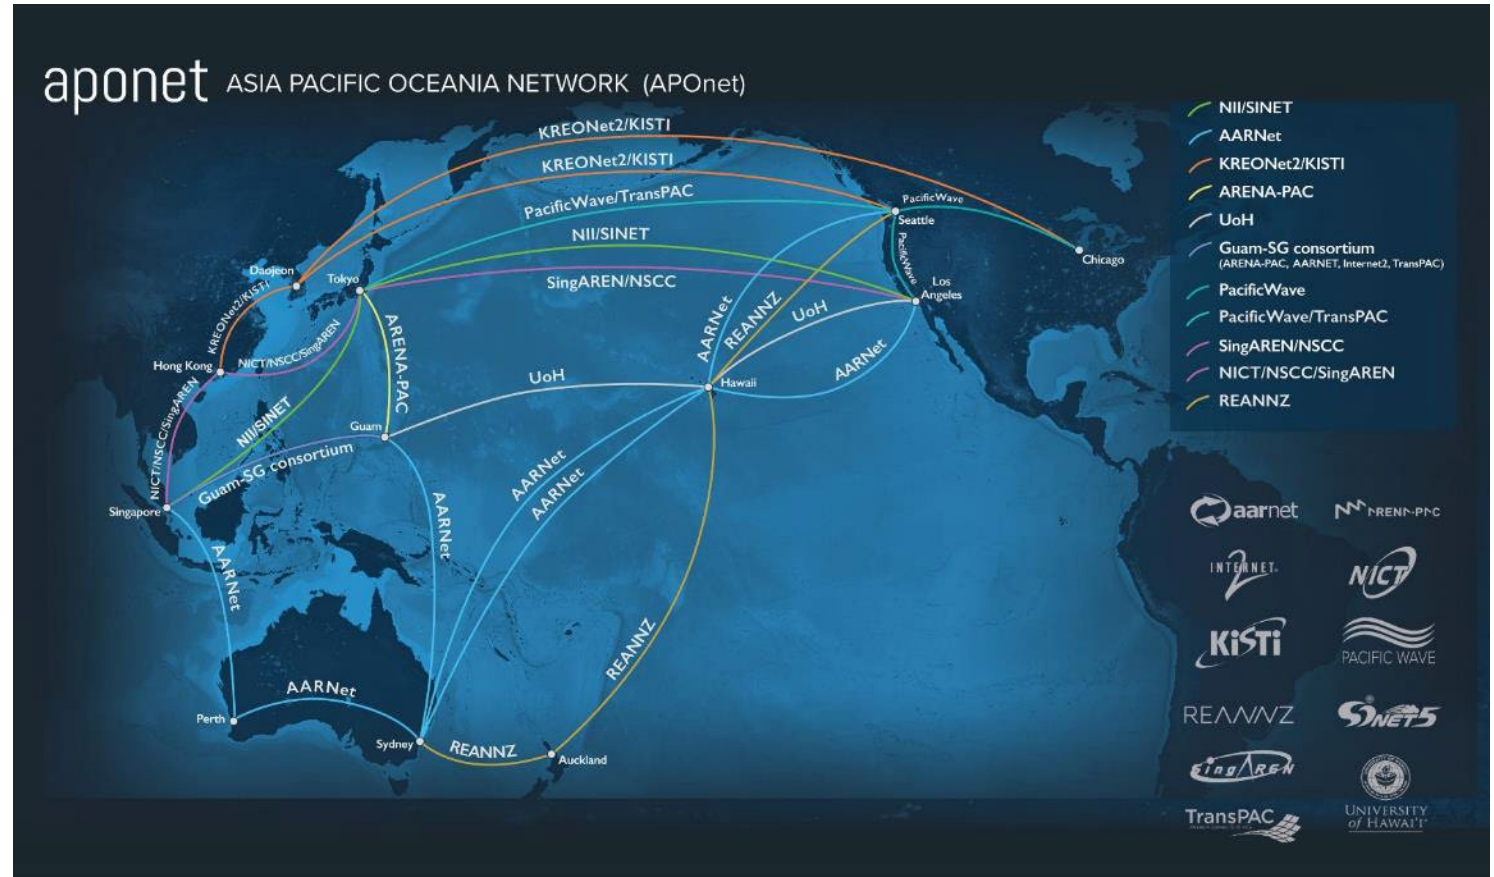 aponet ASIA PACIFIC OCEANIA NETWORK (APOnet)
NII/SINET
AARNet
KREONet2/KISTI
ARENA-PAC
UoH
Guam-SG consortium
(ARENA-PAC, AARNET, Internet2, TransPAC)
PacificWave
PacificWave/TransPAC
SingAREN/NSCC
NICT/NSCC/SingAREN
REANNZ
KREONet2/KISTI
KREONet2/KISTI
PacificWave/TransPAC
PacificWave
Seattle
NII/SINET
PacificWave
Chicago
Daojeon
Tokyo
SingAREN/NSCC
Los
Angeles
KREONet2/KISTI
NICT/NSCC/SingAREN
ARENA-PAC
AARNet
REANNZ
UoH
AARNet
Hong Kong
UoH
Hawaii
NICT/NSCC/SingAREN
NII/SINET
Guam
Guam-SG consortium
AARNet
AARNet
AARNet
Singapore
AARNet
REANNZ
AARNet
Perth
Sydney
REANNZ
Auckland
aarnet
ARENA-PAC
INTERNET
2
NICT
KiSTi
PACIFIC WAVE
REANNZ
SINET5
SingAREN
TransPAC
UNIVERSITY
of HAWAI'I